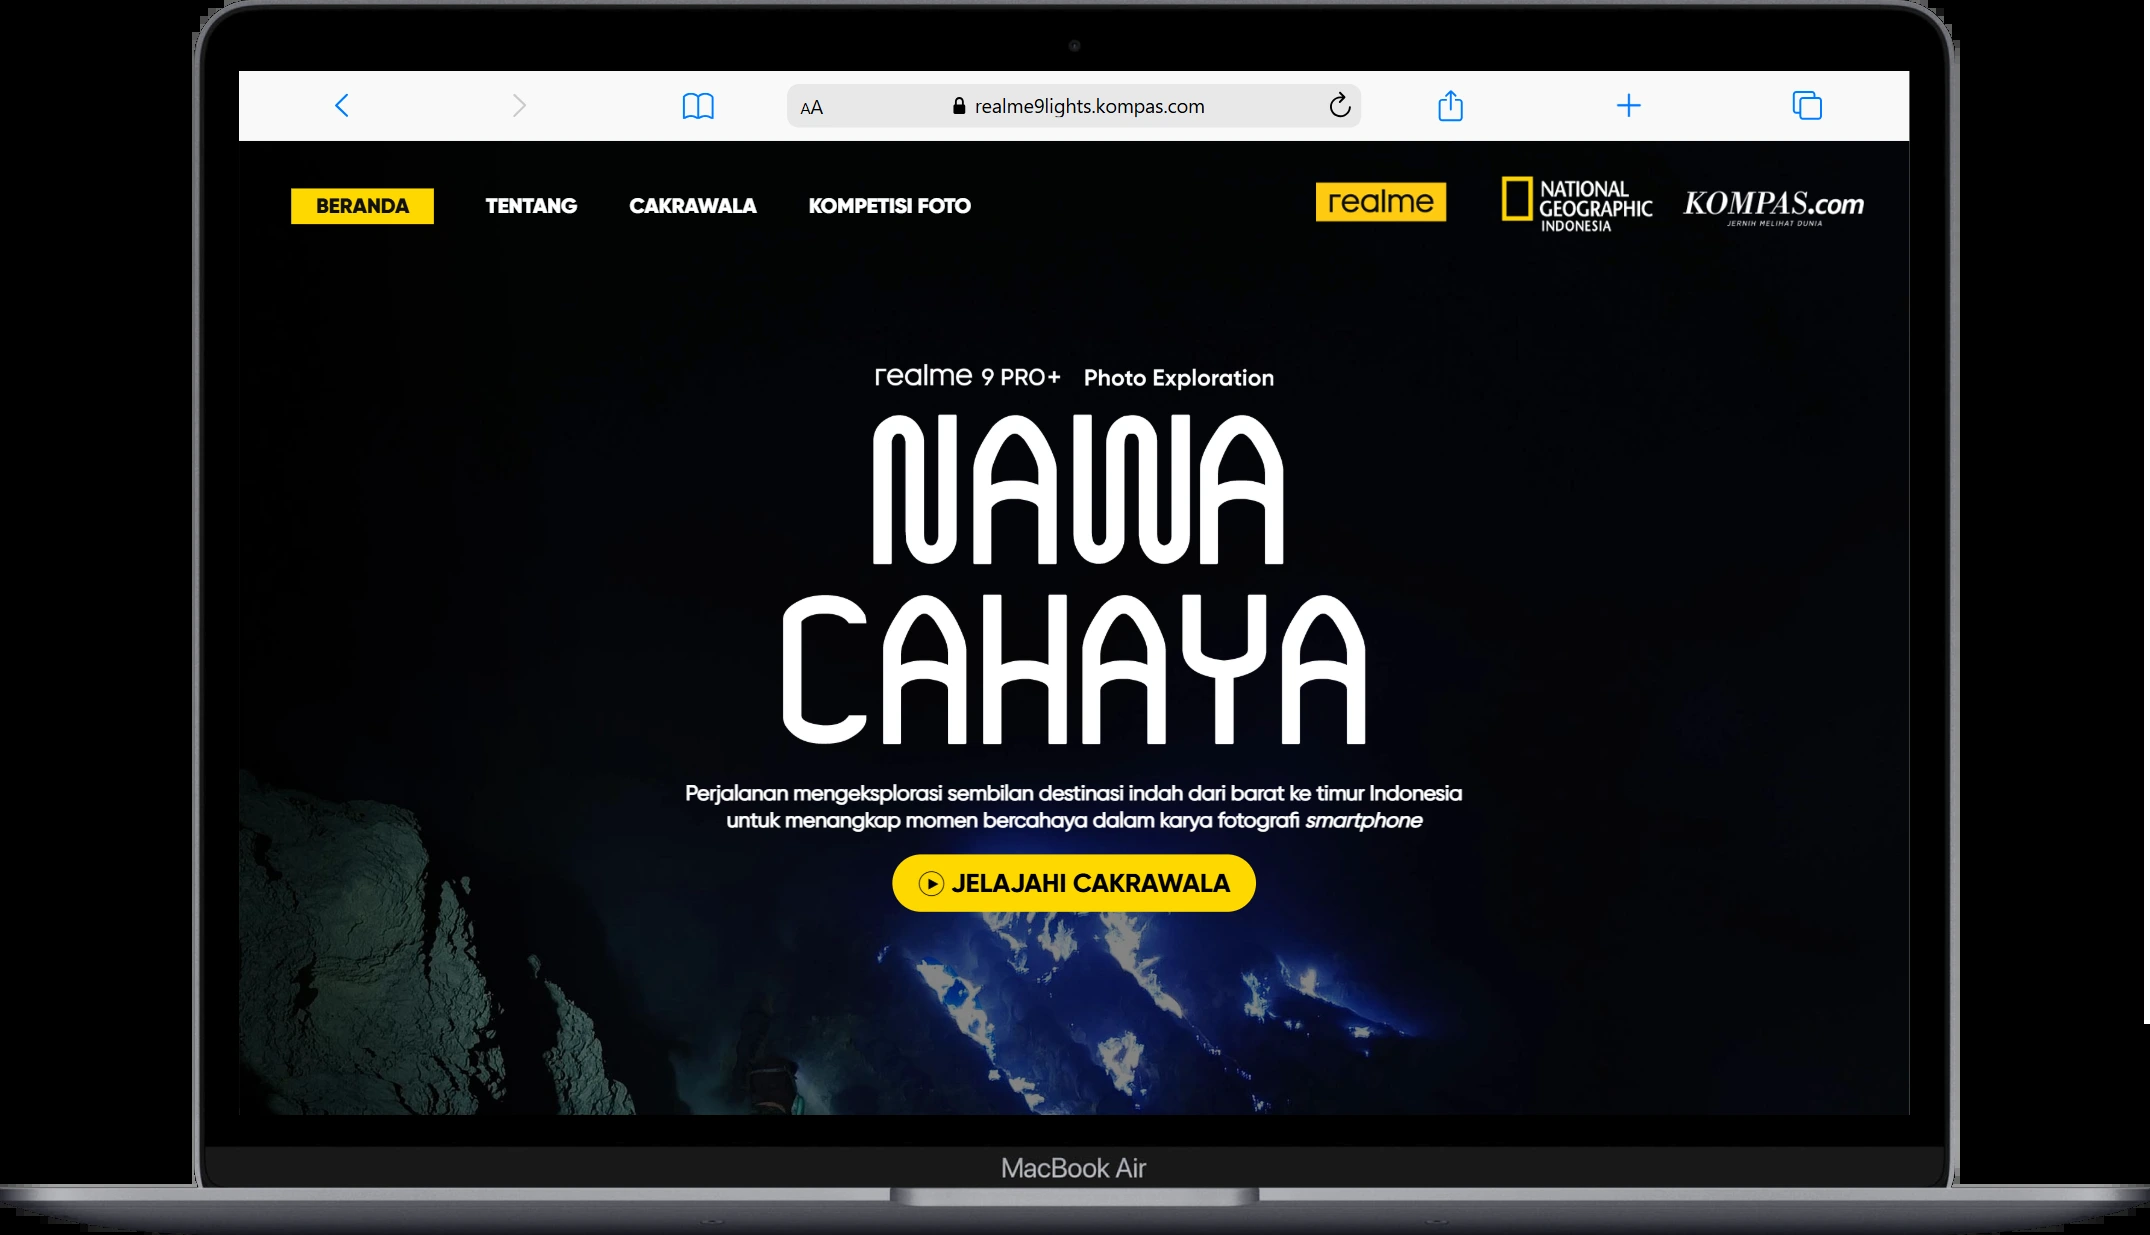 AA realme9lights.kompas.com
BERANDA TENTANG CAKRAWALA KOMPETISI FOTO
realme
NATIONAL
GEOGRAPHIC
INDONESIA
KOMPAS.com
JERNIH MELIHAT DUNIA
realme 9 PRO+ Photo Exploration
NAWA
CAHAYA
Perjalanan mengeksplorasi sembilan destinasi indah dari barat ke timur Indonesia
untuk menangkap momen bercahaya dalam karya fotografi smartphone
JELAJAHI CAKRAWALA
MacBook Air